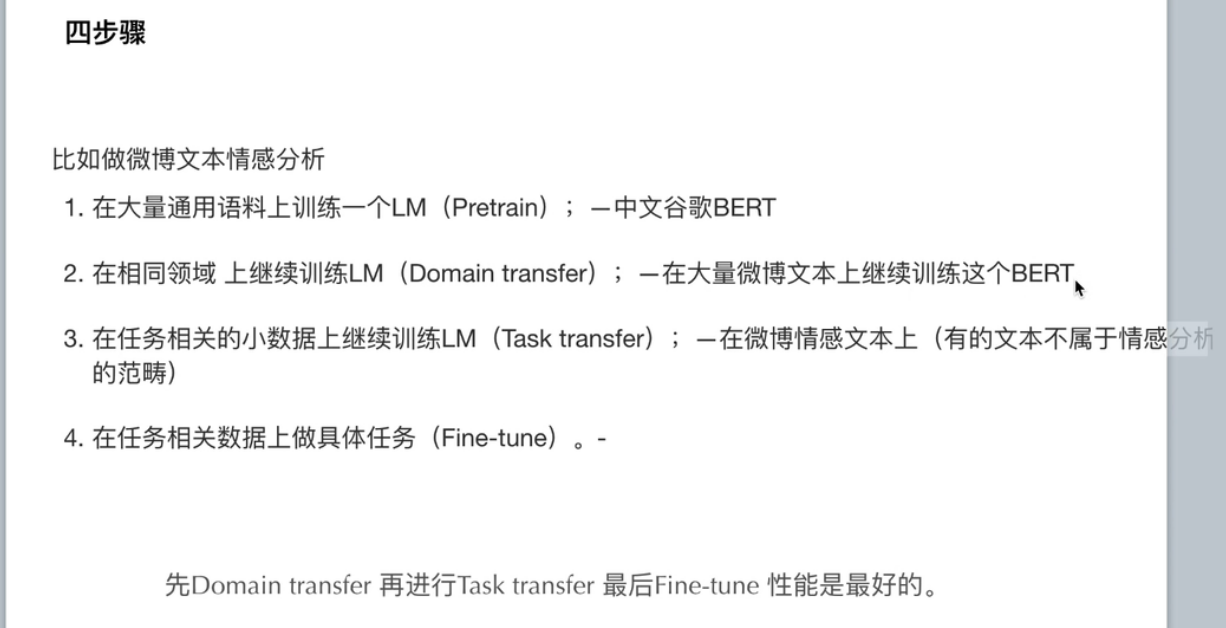 四步骤
比如做微博文本情感分析
1. 在大量通用语料上训练一个LM（Pretrain）；—中文谷歌BERT
2. 在相同领域 上继续训练LM（Domain transfer）；—在大量微博文本上继续训练这个BERT
3. 在任务相关的小数据上继续训练LM（Task transfer）；—在微博情感文本上（有的文本不属于情感分析
的范畴）
4. 在任务相关数据上做具体任务（Fine-tune）。-
先Domain transfer 再进行Task transfer 最后Fine-tune 性能是最好的。